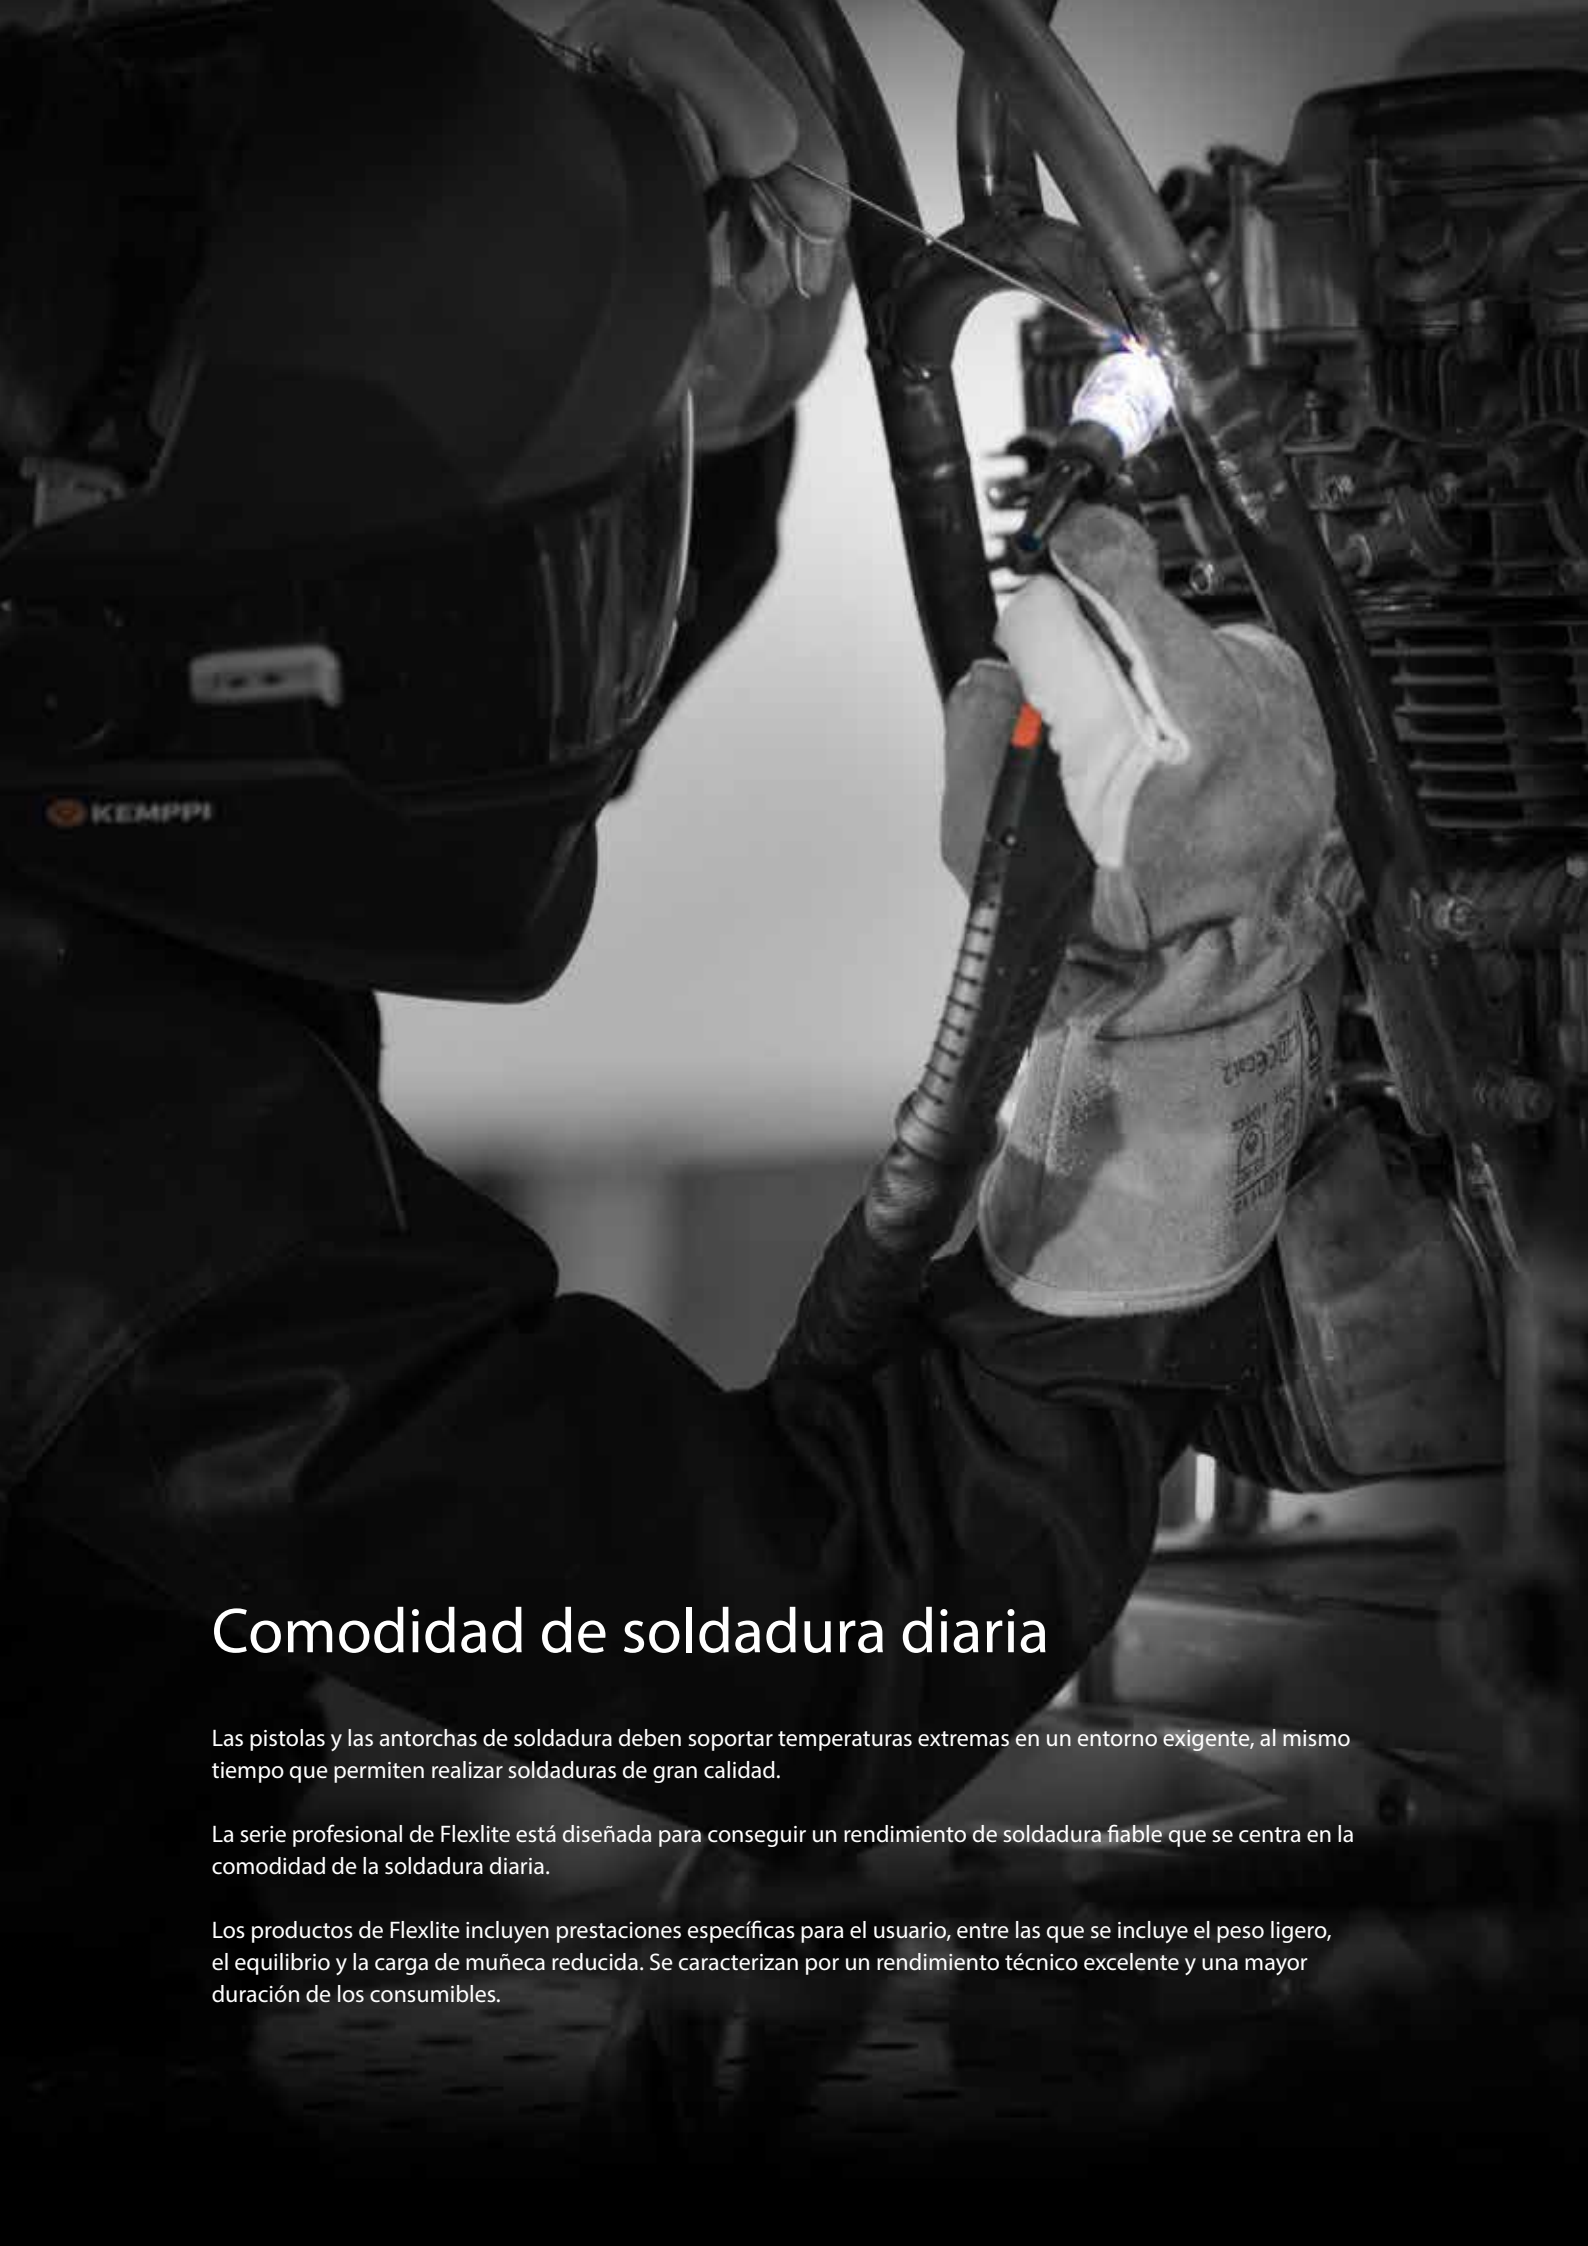 KEMPPI
Comodidad de soldadura diaria
Las pistolas y las antorchas de soldadura deben soportar temperaturas extremas en un entorno exigente, al mismo
tiempo que permiten realizar soldaduras de gran calidad.
La serie profesional de Flexlite está diseñada para conseguir un rendimiento de soldadura fiable que se centra en la
comodidad de la soldadura diaria.
Los productos de Flexlite incluyen prestaciones específicas para el usuario, entre las que se incluye el peso ligero,
el equilibrio y la carga de muñeca reducida. Se caracterizan por un rendimiento técnico excelente y una mayor
duración de los consumibles.